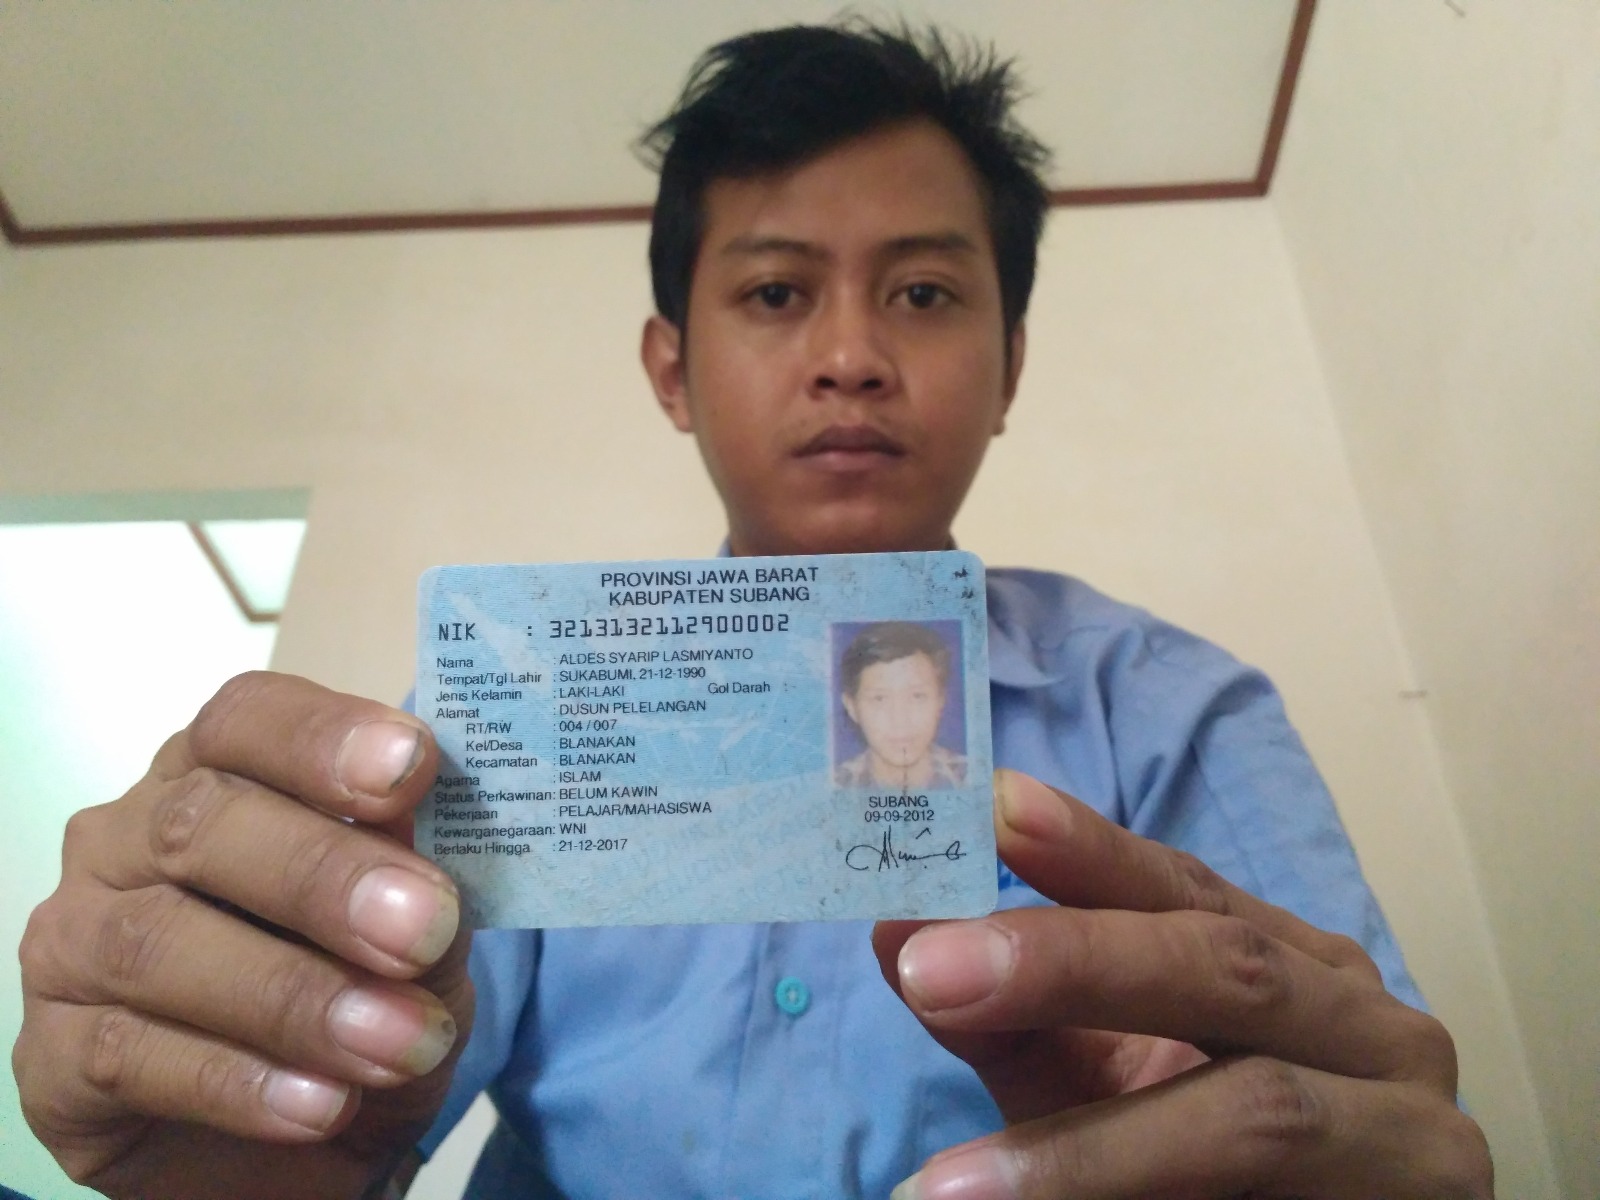 PROVINSI JAWA BARAT
KABUPATEN SUBANG
NIK : 3213132112900002
Nama : ALDES SYARIP LASMIYANTO
Tempat/Tgl Lahir : SUKABUMI, 21-12-1990
Jenis Kelamin : LAKI-LAKI Gol Darah :
Alamat : DUSUN PELELANGAN
RT/RW : 004 / 007
Kel/Desa : BLANAKAN
Kecamatan : BLANAKAN
Agama : ISLAM
Status Perkawinan: BELUM KAWIN
Pekerjaan : PELAJAR/MAHASISWA
Kewarganegaraan: WNI
Berlaku Hingga : 21-12-2017
SUBANG
09-09-2012